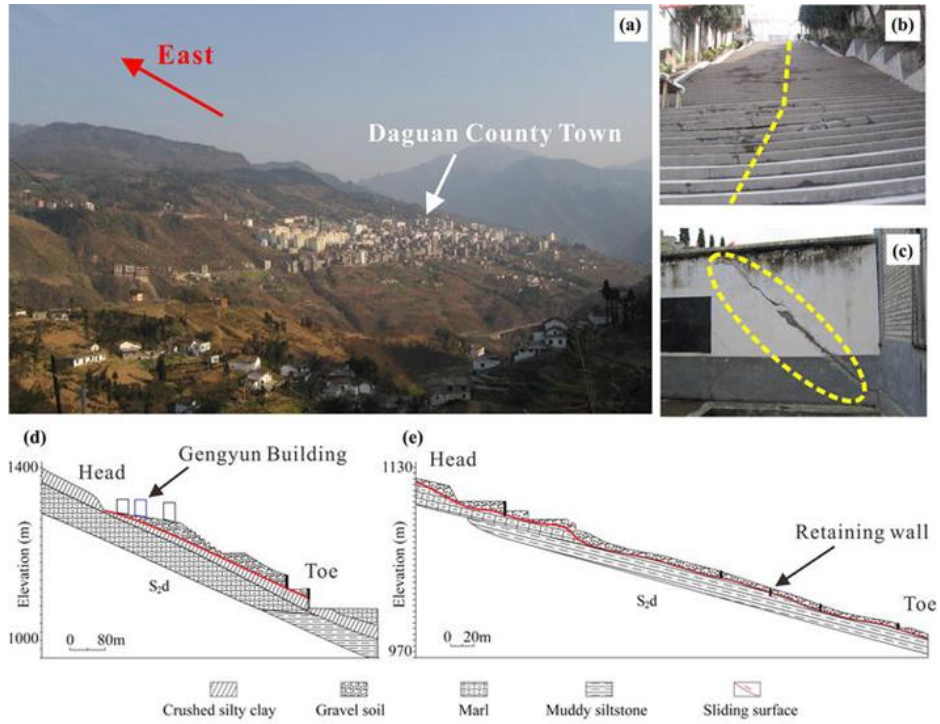 (a)
East
Daguan County Town
(b)
(c)
(d)
1400
Head
Gengyun Building
Elevation (m)
Toe
S₂d
1000
0 80m
(e)
1130
Head
Elevation (m)
Retaining wall
S₂d
Toe
970
0 20m
Crushed silty clay
Gravel soil
Marl
Muddy siltstone
Sliding surface